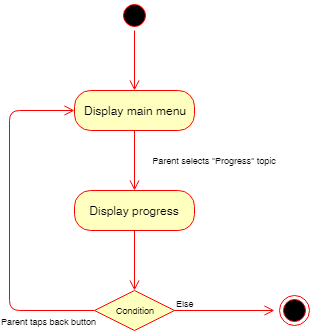 Display main menu
Parent selects "Progress" topic
Display progress
Condition
Else
Parent taps back button